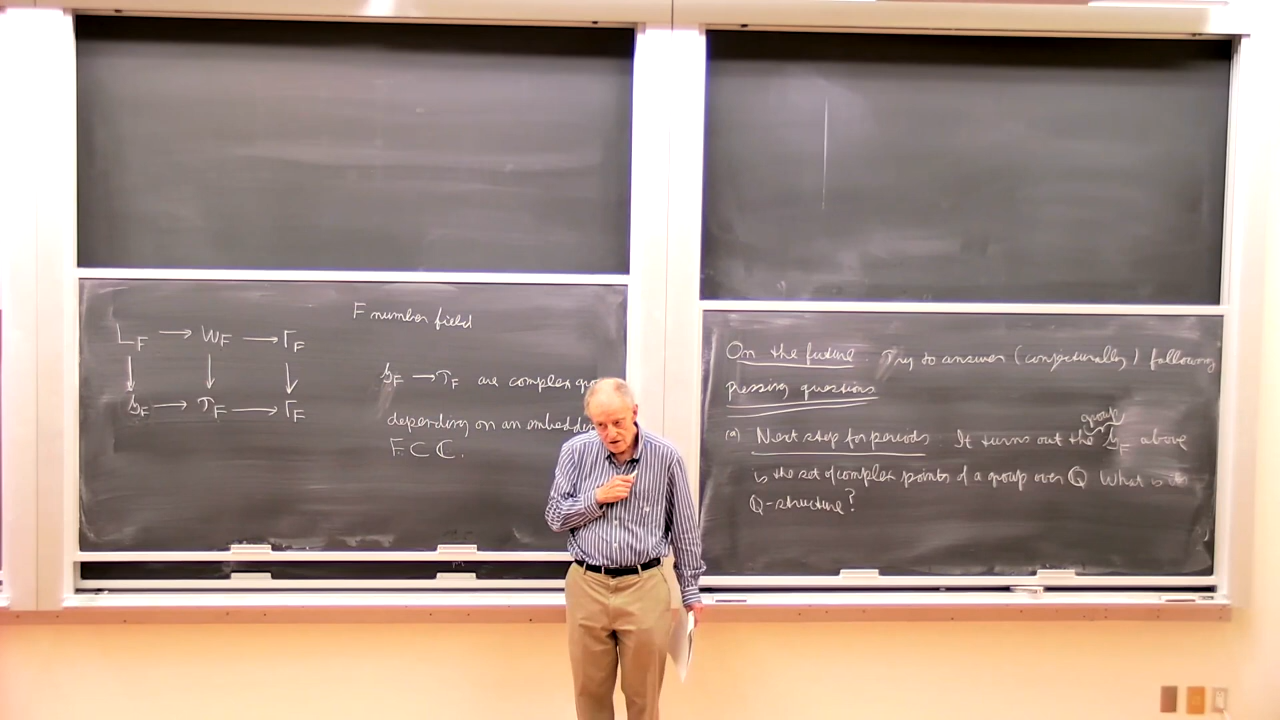 F number field
L_F → W_F → Γ_F
↓ ↓ ↓
𝒢_F → 𝒯_F → Γ_F
𝒢_F → 𝒯_F are complex
depending on an embeddin
F ⊂ ℂ.
On the future. Try to answer (conjecturally) following
pressing questions
(a) Next step for periods. It turns out the group 𝒢_F above
is the set of complex points of a group over ℚ What is its
ℚ-structure?